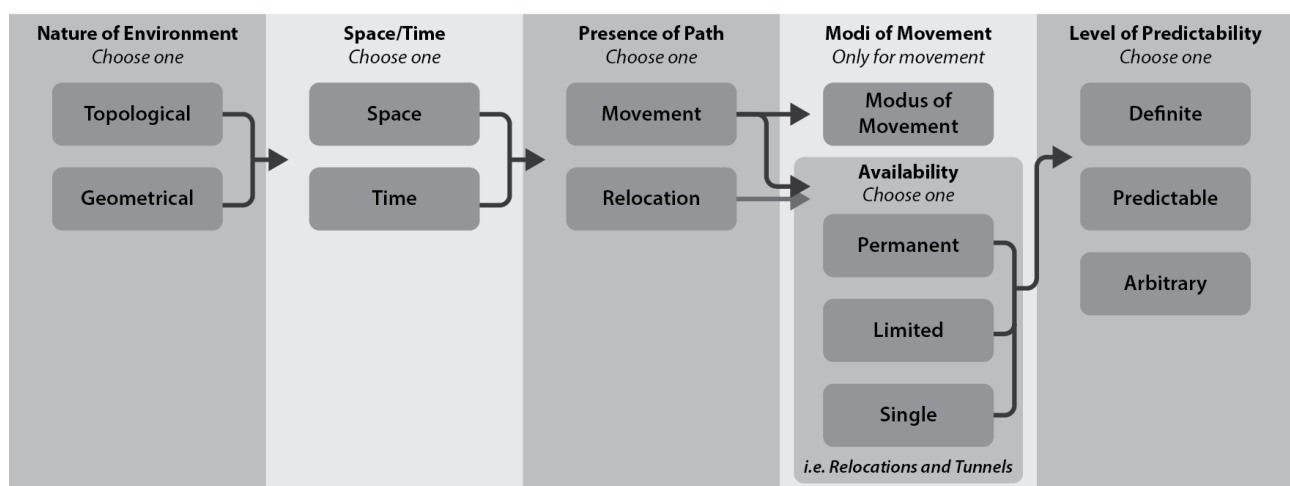 Nature of Environment
Choose one
Topological
Geometrical
Space/Time
Choose one
Space
Time
Presence of Path
Choose one
Movement
Relocation
Modi of Movement
Only for movement
Modus of
Movement
Availability
Choose one
Permanent
Limited
Single
i.e. Relocations and Tunnels
Level of Predictability
Choose one
Definite
Predictable
Arbitrary